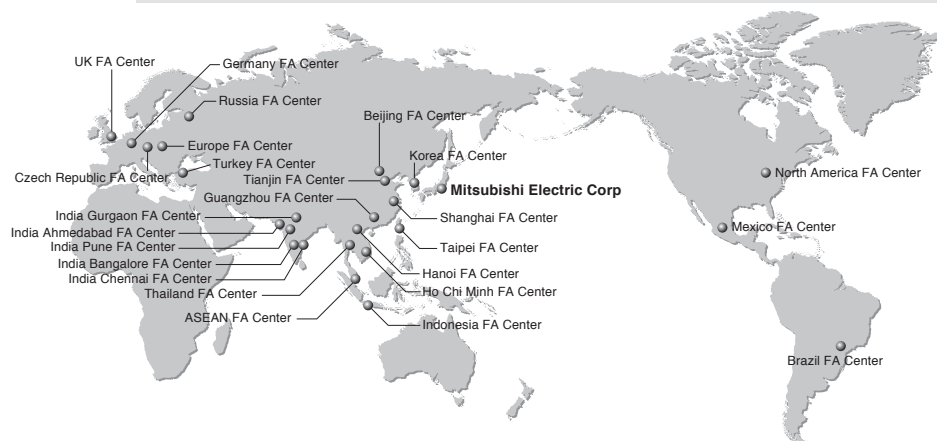 UK FA Center
Germany FA Center
Russia FA Center
Beijing FA Center
Europe FA Center
Korea FA Center
Turkey FA Center
North America FA Center
Czech Republic FA Center
Tianjin FA Center
Mitsubishi Electric Corp
Guangzhou FA Center
India Gurgaon FA Center
Shanghai FA Center
Mexico FA Center
India Ahmedabad FA Center
India Pune FA Center
Taipei FA Center
India Bangalore FA Center
Hanoi FA Center
India Chennai FA Center
Thailand FA Center
Ho Chi Minh FA Center
ASEAN FA Center
Indonesia FA Center
Brazil FA Center